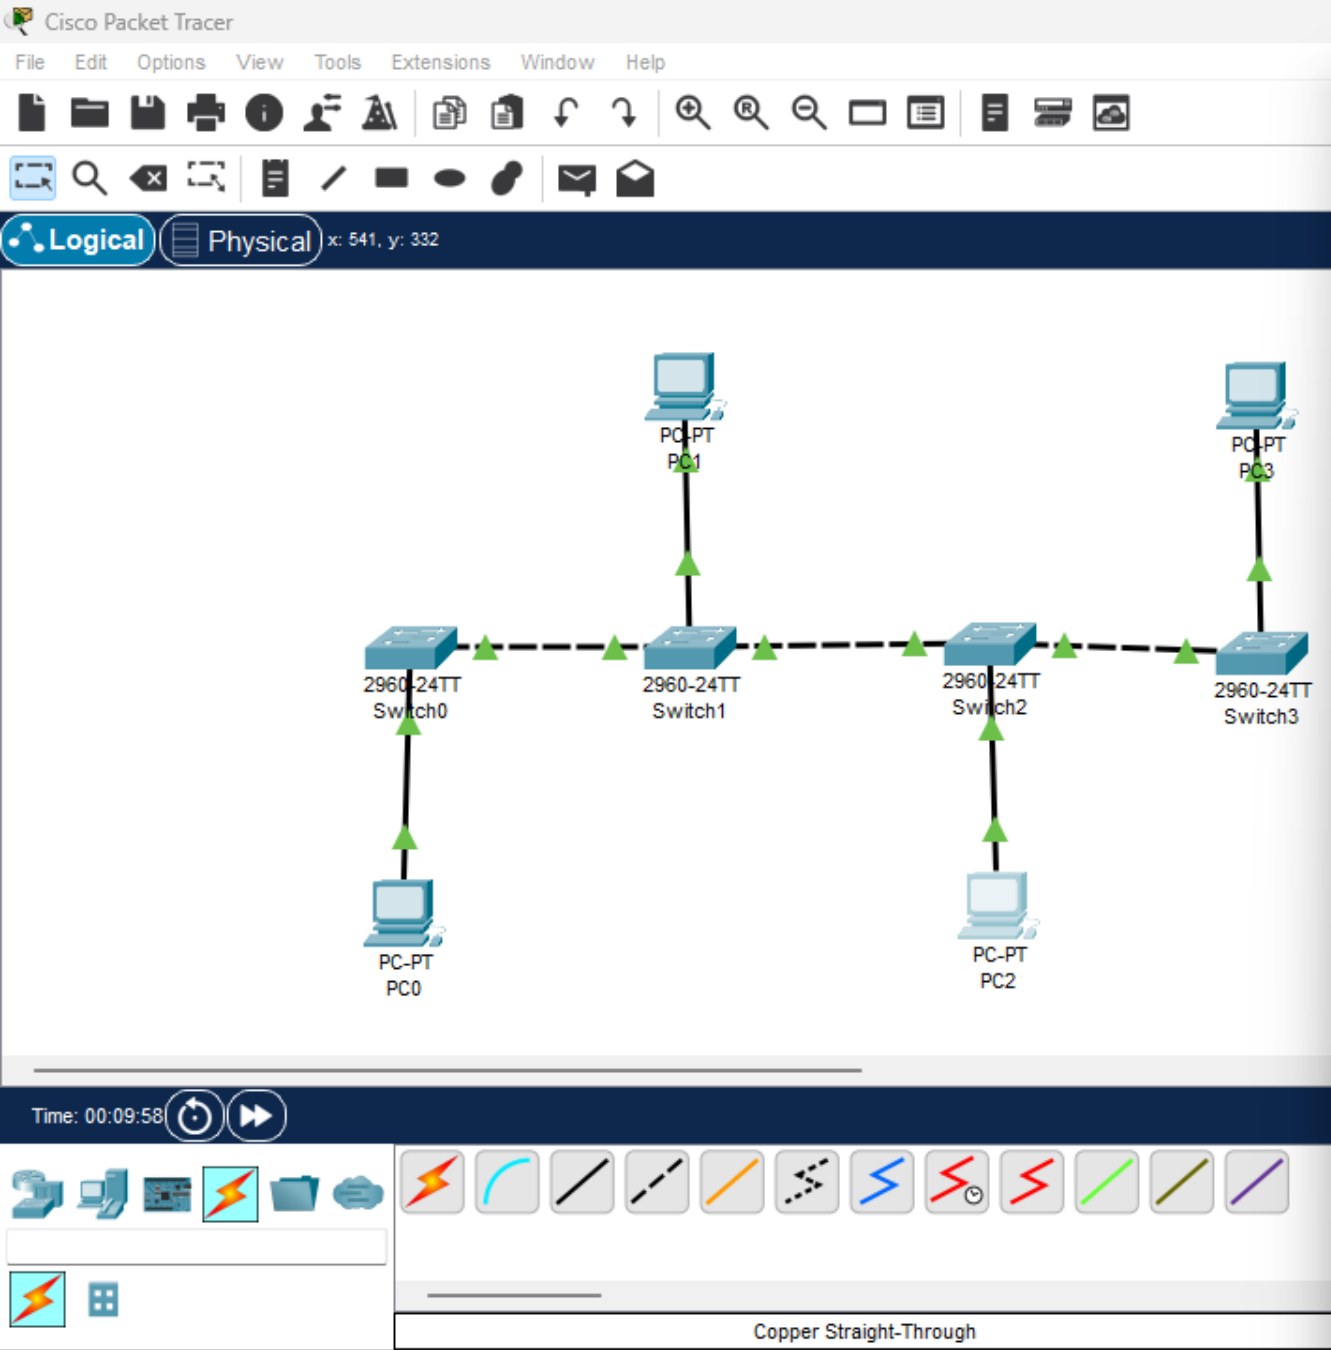 Cisco Packet Tracer
File Edit Options View Tools Extensions Window Help
Logical Physical x: 541, y: 332
PC-PT
PC1
PC-PT
PC3
2960-24TT
Switch0
2960-24TT
Switch1
2960-24TT
Switch2
2960-24TT
Switch3
PC-PT
PC0
PC-PT
PC2
Time: 00:09:58
Copper Straight-Through